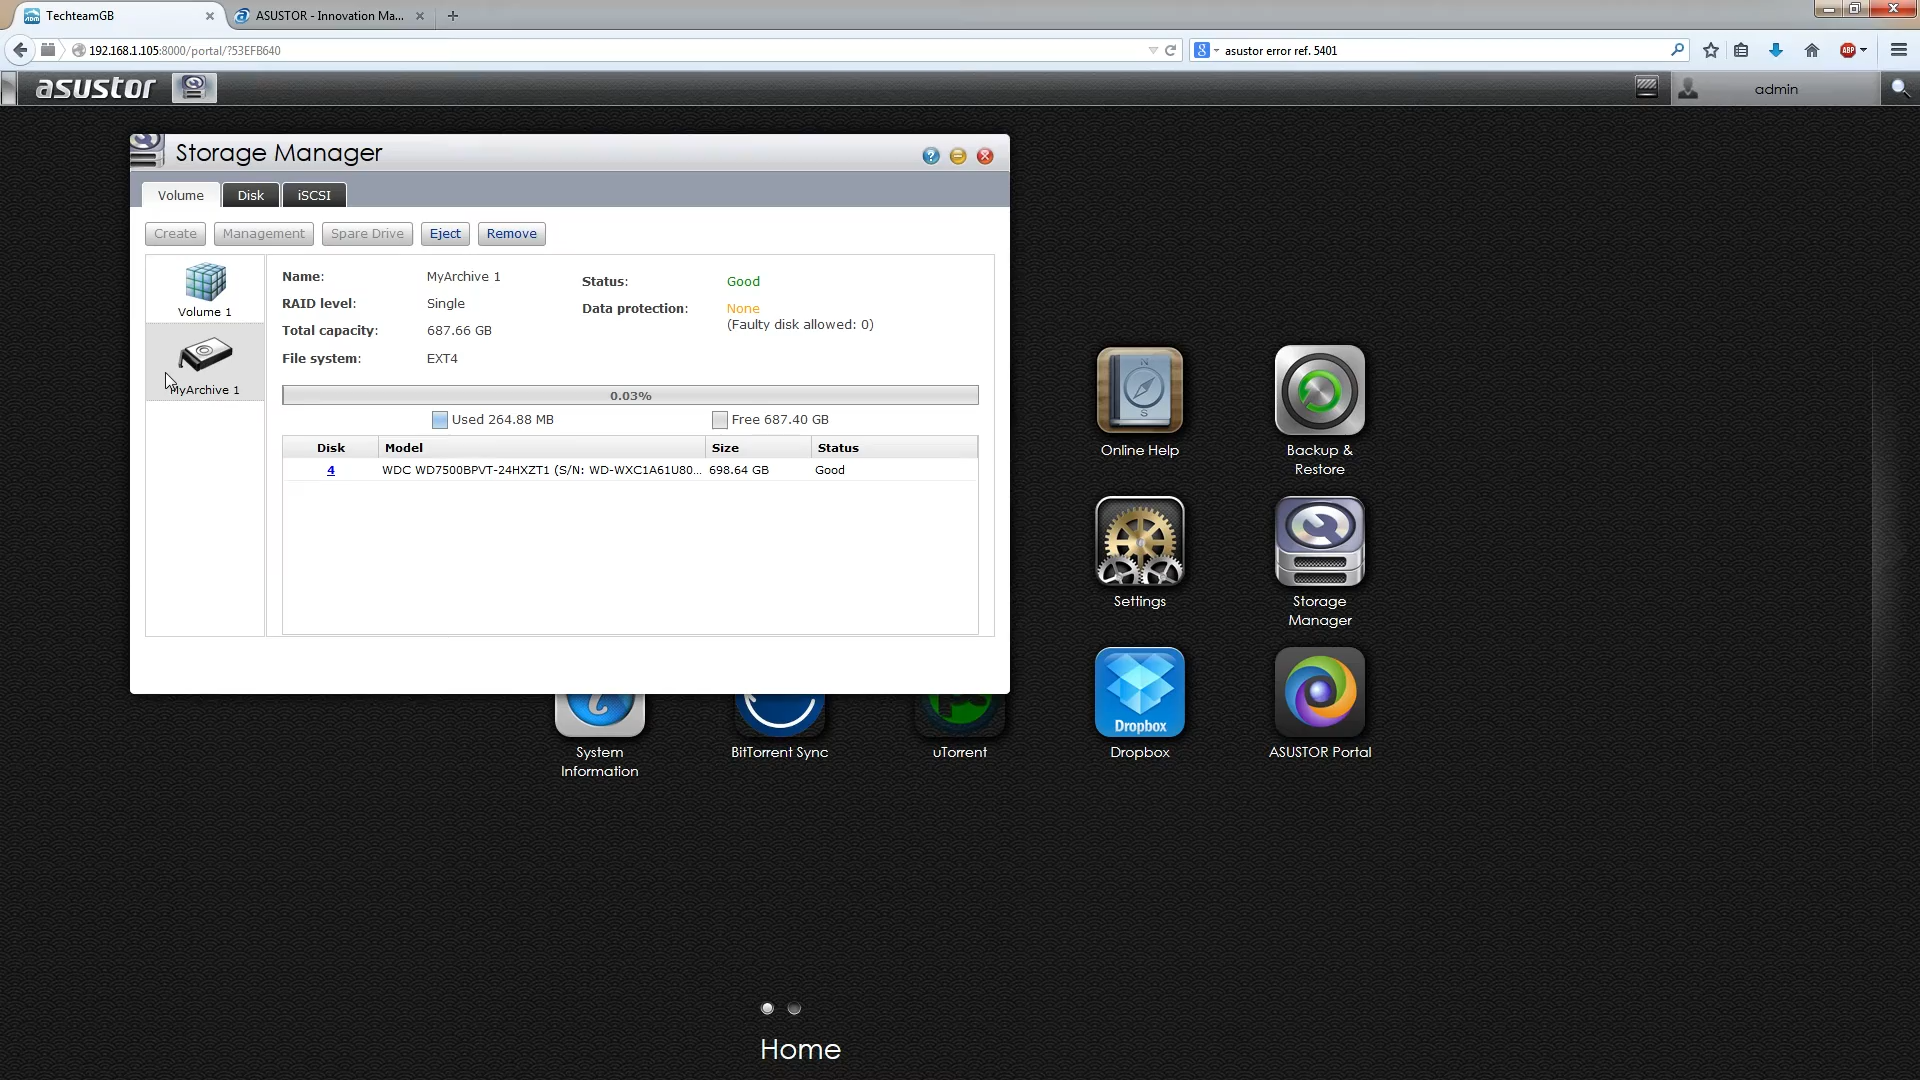 TechteamGB
ASUSTOR - Innovation Ma...
192.168.1.105:8000/portal/?53EFB640
asustor error ref. 5401
ABP
asustor
admin
Storage Manager
Volume
Disk
iSCSI
Create
Management
Spare Drive
Eject
Remove
Volume 1
MyArchive 1
Name: MyArchive 1
RAID level: Single
Total capacity: 687.66 GB
File system: EXT4
Status: Good
Data protection: None
(Faulty disk allowed: 0)
0.03%
Used 264.88 MB
Free 687.40 GB
Disk Model Size Status
4 WDC WD7500BPVT-24HXZT1 (S/N: WD-WXC1A61U80... 698.64 GB Good
Online Help
Backup &
Restore
Settings
Storage
Manager
System
Information
BitTorrent Sync
uTorrent
Dropbox
Dropbox
ASUSTOR Portal
Home